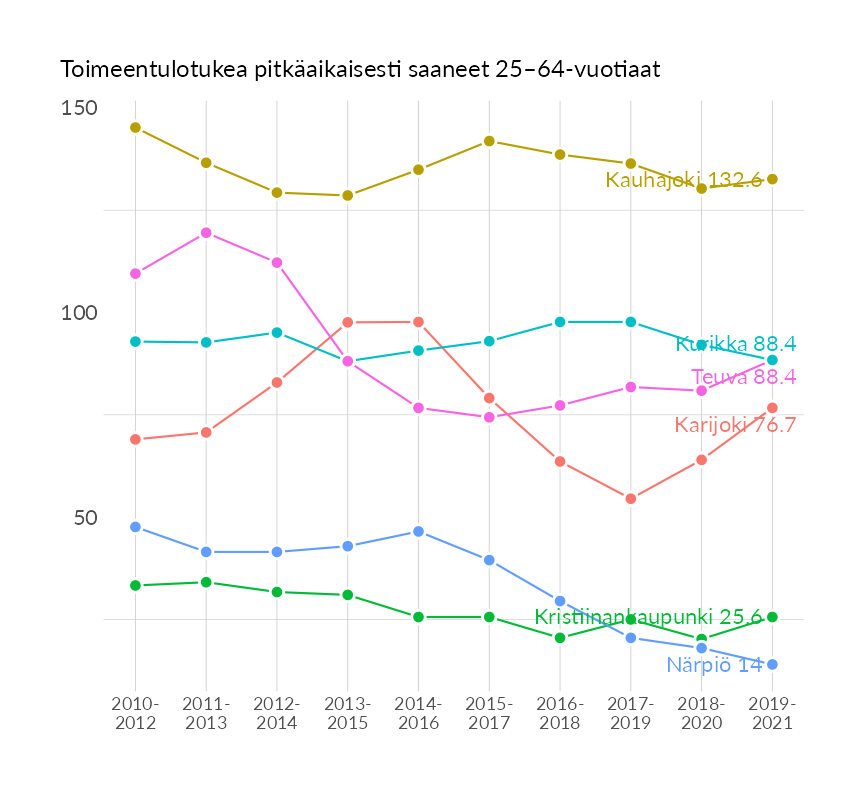 Toimeentulotukea pitkäaikaisesti saaneet 25–64-vuotiaat
150
Kauhajoki 132.6
100
Kurikka 88.4
Teuva 88.4
Karijoki 76.7
50
Kristiinankaupunki 25.6
Närpiö 14
2010- 2011- 2012- 2013- 2014- 2015- 2016- 2017- 2018- 2019-
2012 2013 2014 2015 2016 2017 2018 2019 2020 2021